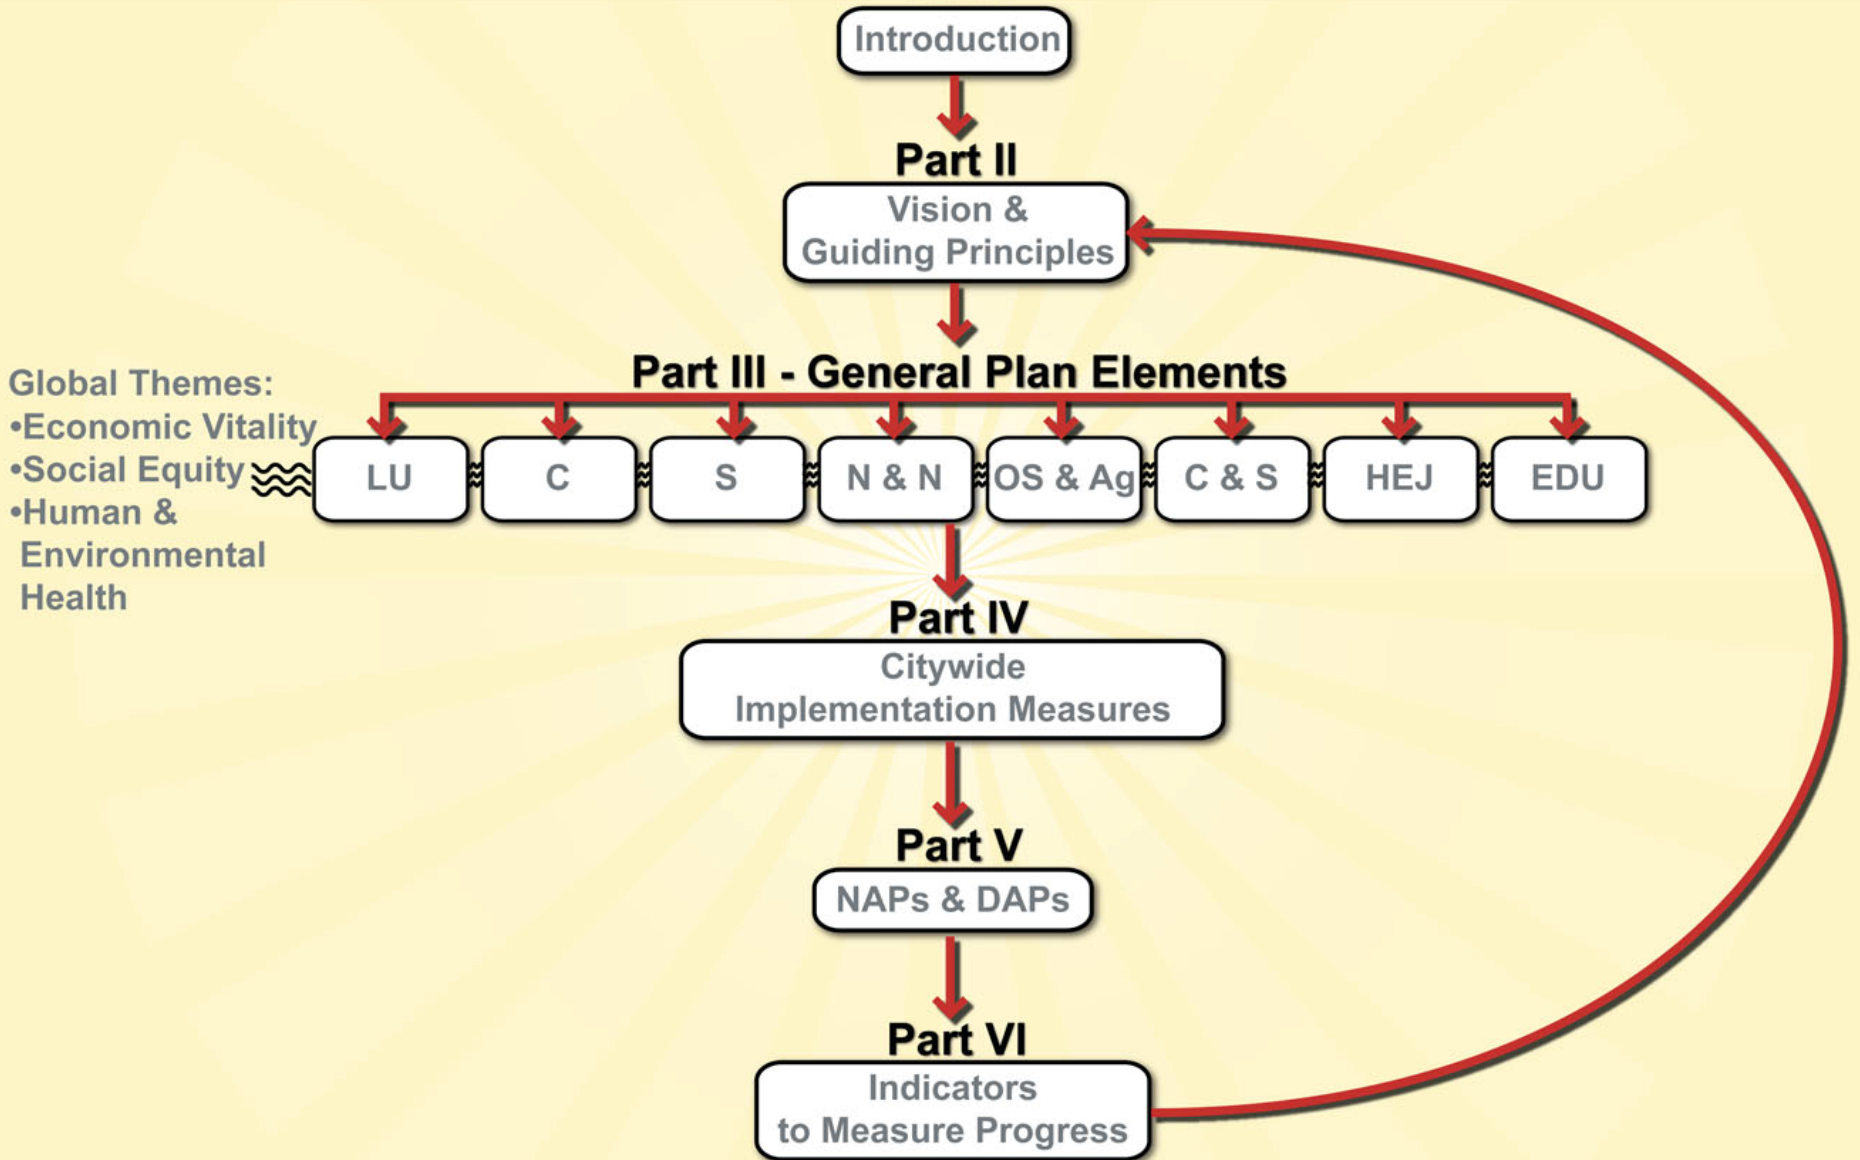 Introduction
Part II
Vision &
Guiding Principles
Part III - General Plan Elements
Global Themes:
•Economic Vitality
•Social Equity
•Human &
Environmental
Health
LU
C
S
N & N
OS & Ag
C & S
HEJ
EDU
Part IV
Citywide
Implementation Measures
Part V
NAPs & DAPs
Part VI
Indicators
to Measure Progress